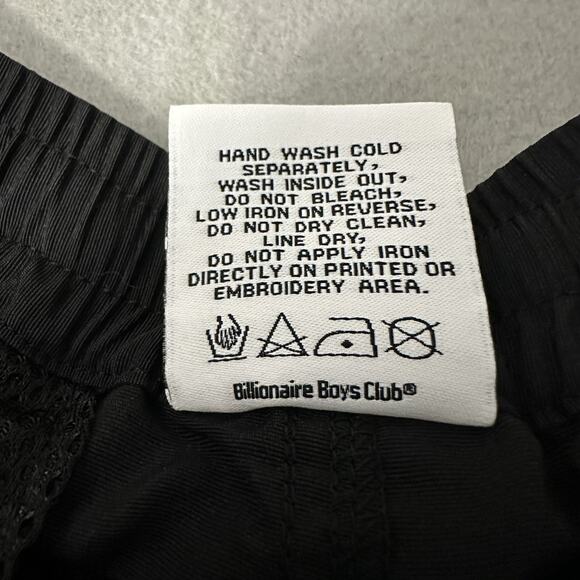 HAND WASH COLD
SEPARATELY,
WASH INSIDE OUT,
DO NOT BLEACH,
LOW IRON ON REVERSE,
DO NOT DRY CLEAN,
LINE DRY,
DO NOT APPLY IRON
DIRECTLY ON PRINTED OR
EMBROIDERY AREA.
Billionaire Boys Club®